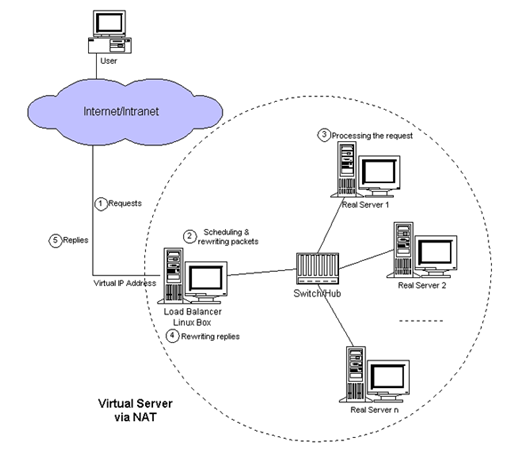 User
Internet/Intranet
3 Processing the request
Real Server 1
1 Requests
2 Scheduling &
rewriting packets
5 Replies
Virtual IP Address
Switch/Hub
Real Server 2
Load Balancer
Linux Box
4 Rewriting replies
Virtual Server
via NAT
Real Server n